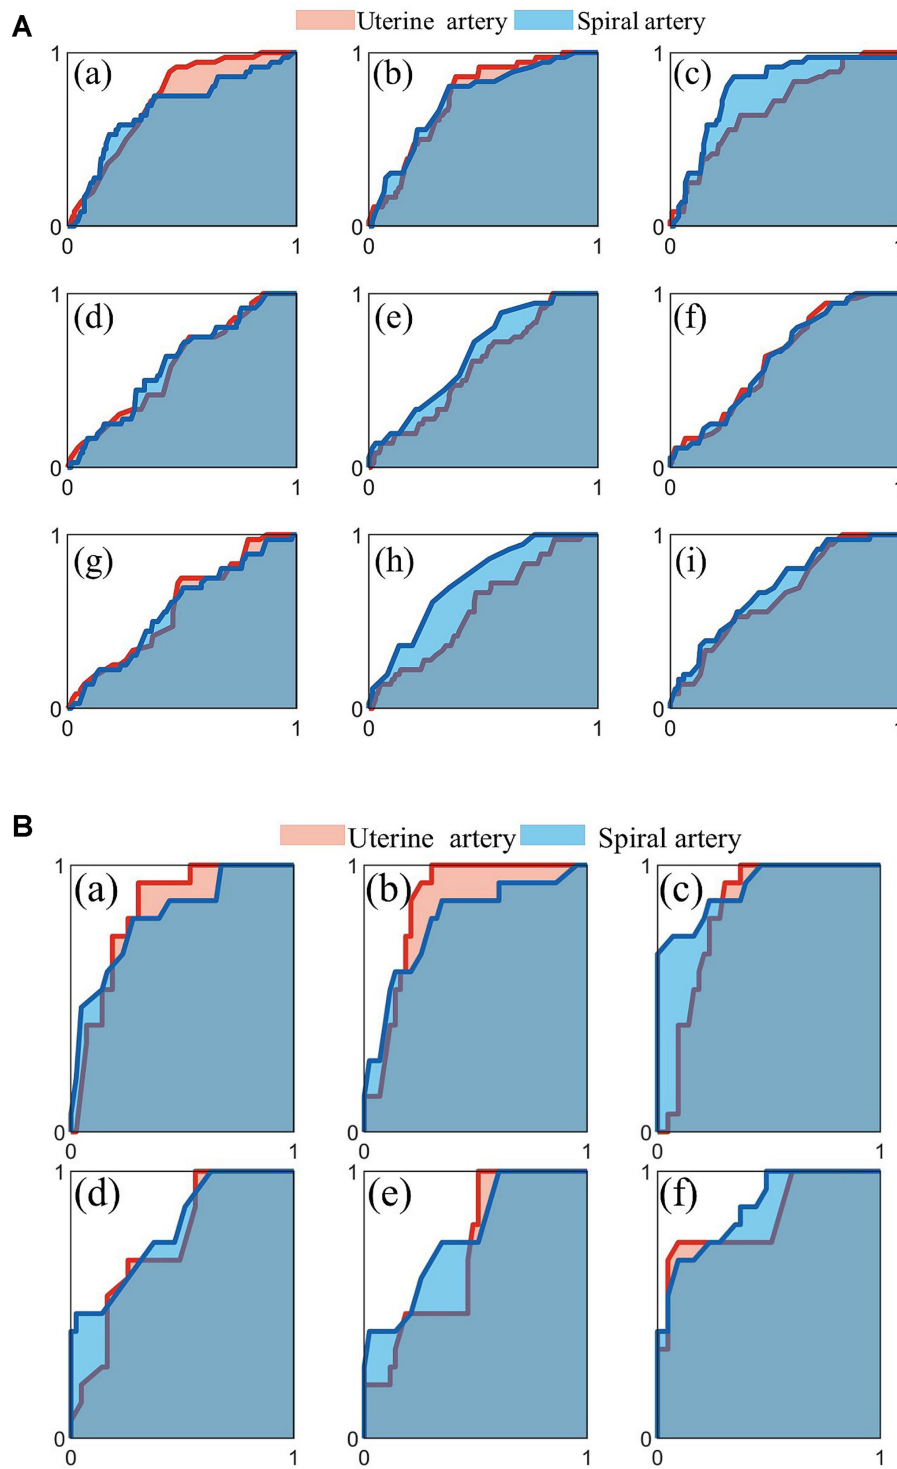 A
Uterine artery Spiral artery
1 (a) 1 (b) 1 (c)
0 0 0
0 1 0 1 0 1
1 (d) 1 (e) 1 (f)
0 0 0
0 1 0 1 0 1
1 (g) 1 (h) 1 (i)
0 0 0
0 1 0 1 0 1
B
Uterine artery Spiral artery
1 (a) 1 (b) 1 (c)
0 0 0
0 1 0 1 0 1
1 (d) 1 (e) 1 (f)
0 0 0
0 1 0 1 0 1